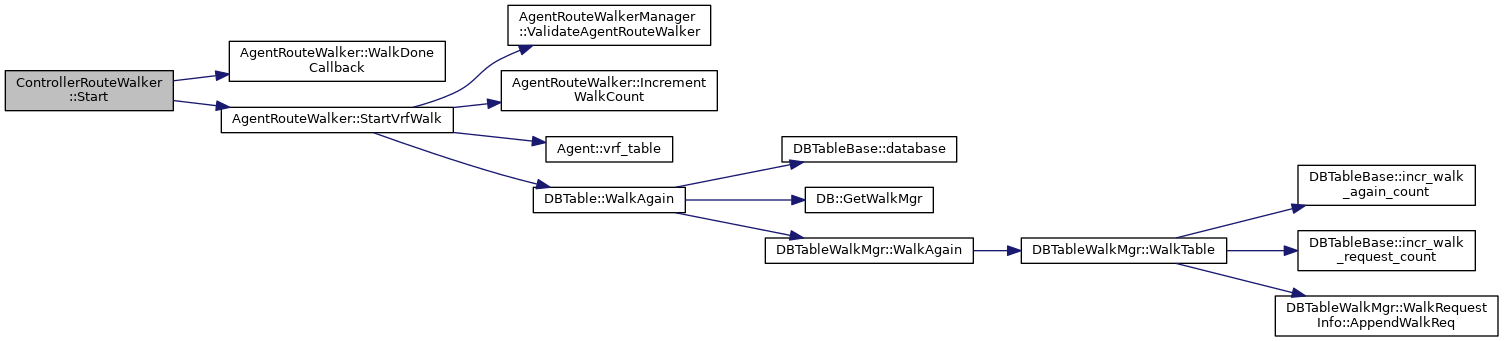 ControllerRouteWalker
::Start
AgentRouteWalker::WalkDone
Callback
AgentRouteWalker::StartVrfWalk
AgentRouteWalkerManager
::ValidateAgentRouteWalker
AgentRouteWalker::Increment
WalkCount
Agent::vrf_table
DBTable::WalkAgain
DBTableBase::database
DB::GetWalkMgr
DBTableWalkMgr::WalkAgain
DBTableWalkMgr::WalkTable
DBTableBase::incr_walk
_again_count
DBTableBase::incr_walk
_request_count
DBTableWalkMgr::WalkRequest
Info::AppendWalkReq